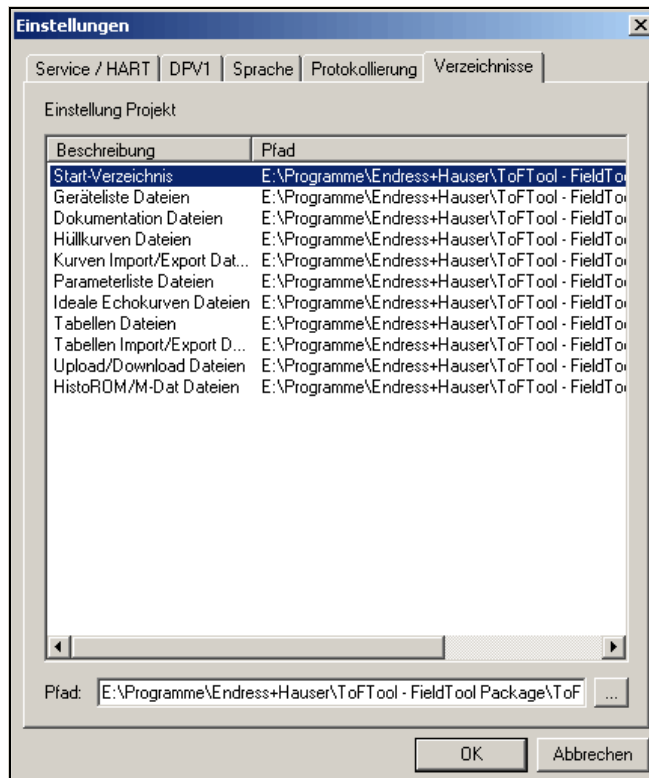 Einstellungen
Service / HART DPV1 Sprache Protokollierung Verzeichnisse
Einstellung Projekt
Beschreibung Pfad
Start-Verzeichnis E:\Programme\Endress+Hauser\ToFTool - FieldToo
Geräteliste Dateien E:\Programme\Endress+Hauser\ToFTool - FieldToo
Dokumentation Dateien E:\Programme\Endress+Hauser\ToFTool - FieldToo
Hüllkurven Dateien E:\Programme\Endress+Hauser\ToFTool - FieldToo
Kurven Import/Export Dat... E:\Programme\Endress+Hauser\ToFTool - FieldToo
Parameterliste Dateien E:\Programme\Endress+Hauser\ToFTool - FieldToo
Ideale Echokurven Dateien E:\Programme\Endress+Hauser\ToFTool - FieldToo
Tabellen Dateien E:\Programme\Endress+Hauser\ToFTool - FieldToo
Tabellen Import/Export D... E:\Programme\Endress+Hauser\ToFTool - FieldToo
Upload/Download Dateien E:\Programme\Endress+Hauser\ToFTool - FieldToo
HistoROM/M-Dat Dateien E:\Programme\Endress+Hauser\ToFTool - FieldToo
Pfad: E:\Programme\Endress+Hauser\ToFTool - FieldTool Package\ToF ...
OK Abbrechen